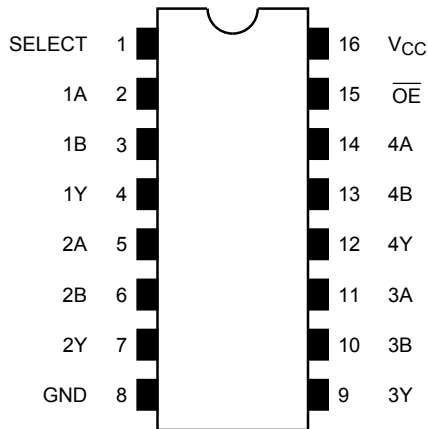 SELECT 1 16 VCC
1A 2 15 OE
1B 3 14 4A
1Y 4 13 4B
2A 5 12 4Y
2B 6 11 3A
2Y 7 10 3B
GND 8 9 3Y